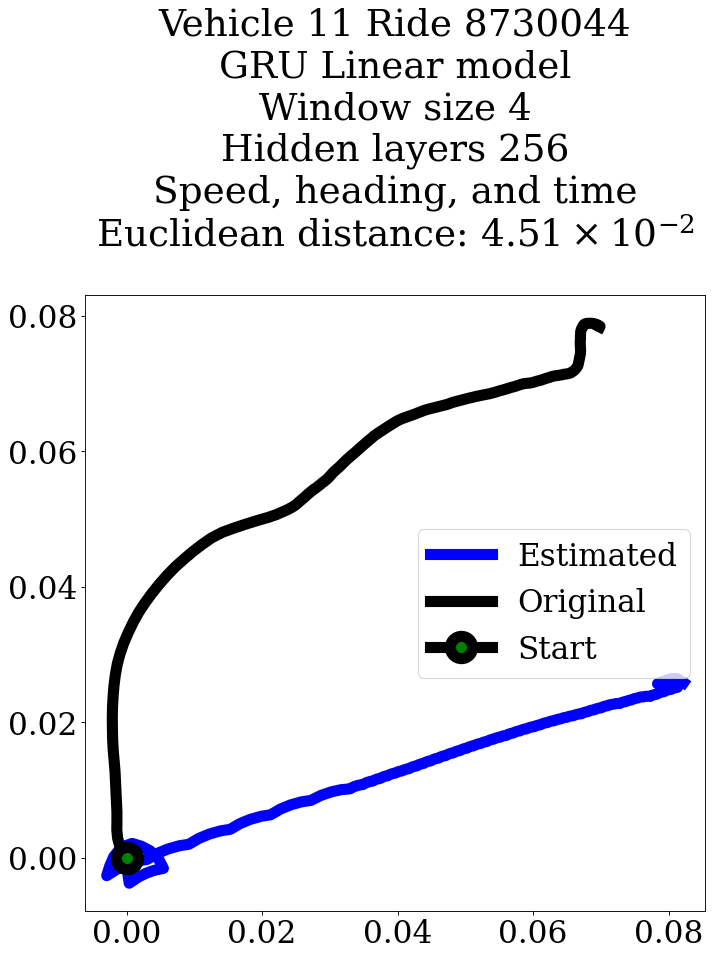 Vehicle 11 Ride 8730044
GRU Linear model
Window size 4
Hidden layers 256
Speed, heading, and time
Euclidean distance: 4.51 × 10⁻²
0.08
0.06
0.04
0.02
0.00
Estimated
Original
Start
0.00 0.02 0.04 0.06 0.08